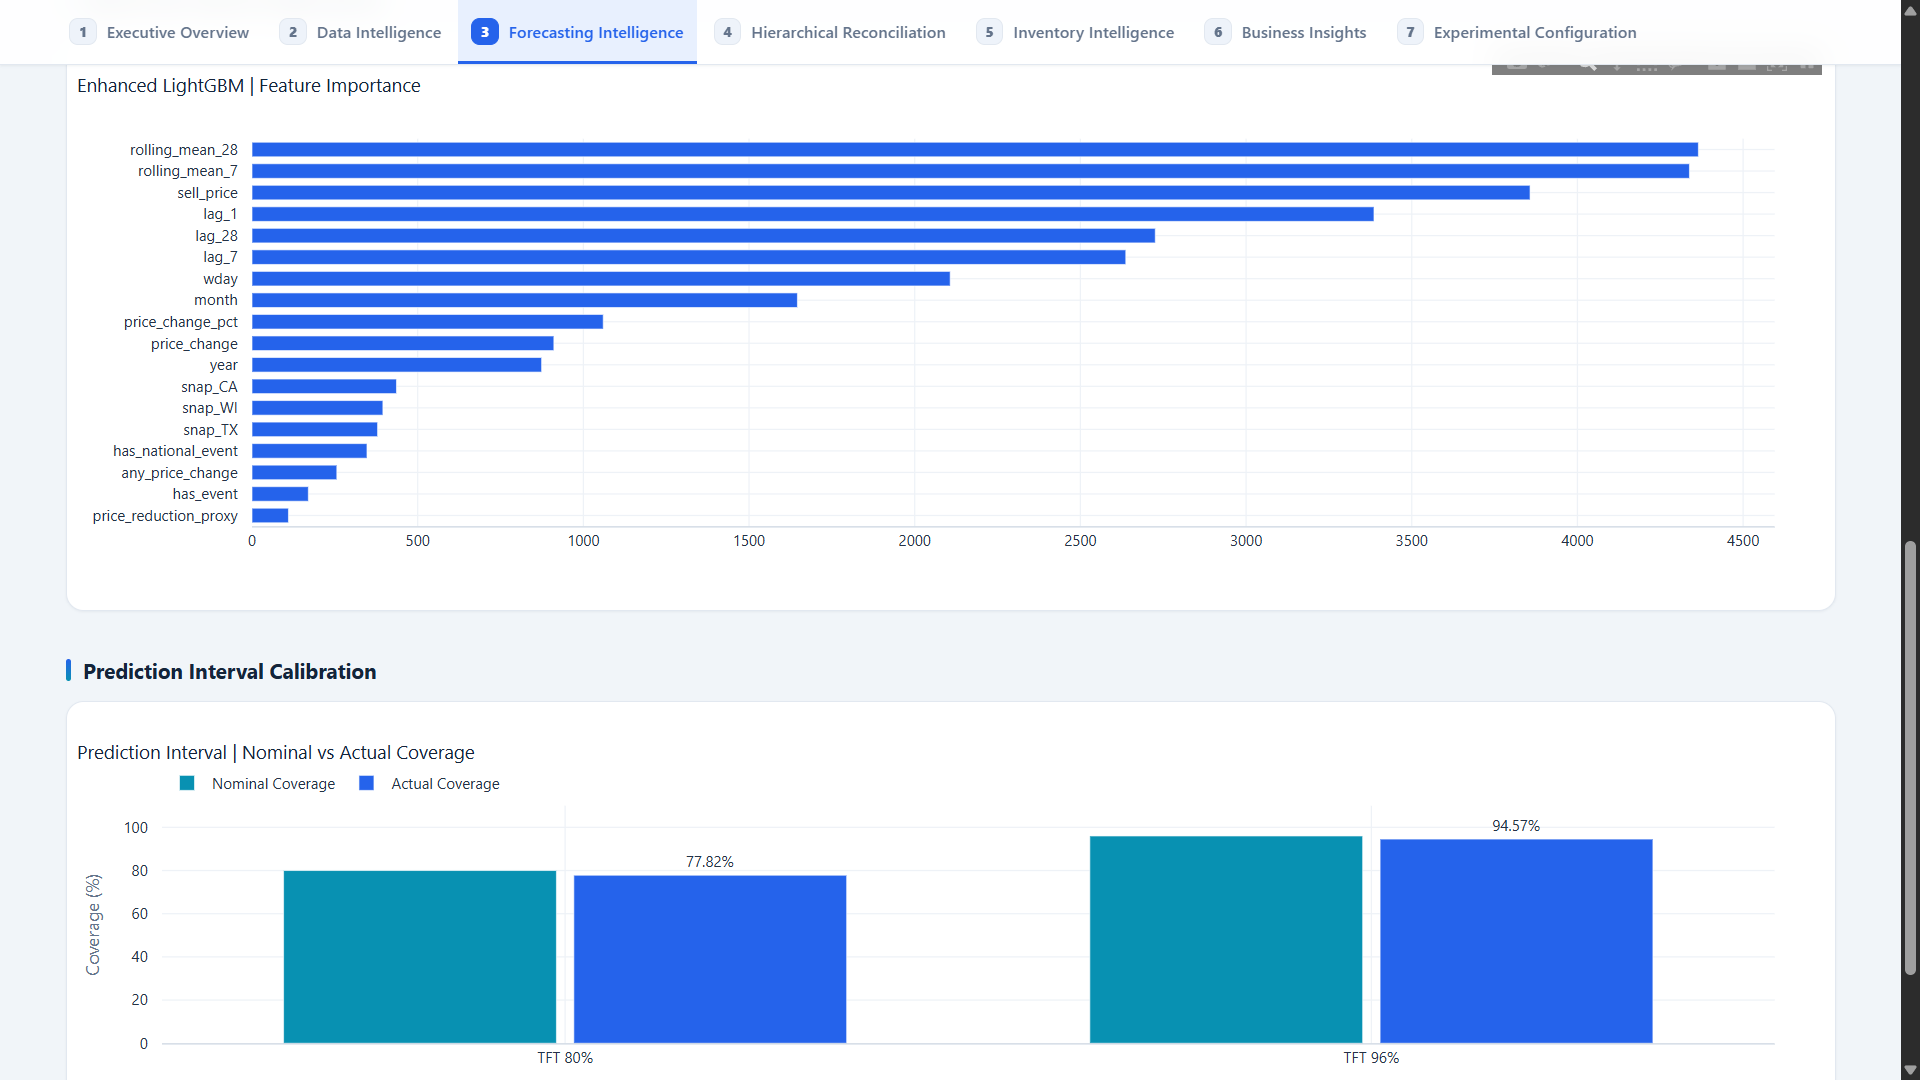 1 Executive Overview 2 Data Intelligence 3 Forecasting Intelligence 4 Hierarchical Reconciliation 5 Inventory Intelligence 6 Business Insights 7 Experimental Configuration
Enhanced LightGBM | Feature Importance
rolling_mean_28
rolling_mean_7
sell_price
lag_1
lag_28
lag_7
wday
month
price_change_pct
price_change
year
snap_CA
snap_WI
snap_TX
has_national_event
any_price_change
has_event
price_reduction_proxy
0 500 1000 1500 2000 2500 3000 3500 4000 4500
Prediction Interval Calibration
Prediction Interval | Nominal vs Actual Coverage
Nominal Coverage Actual Coverage
Coverage (%)
100
80
60
40
20
0
77.82%
94.57%
TFT 80% TFT 96%